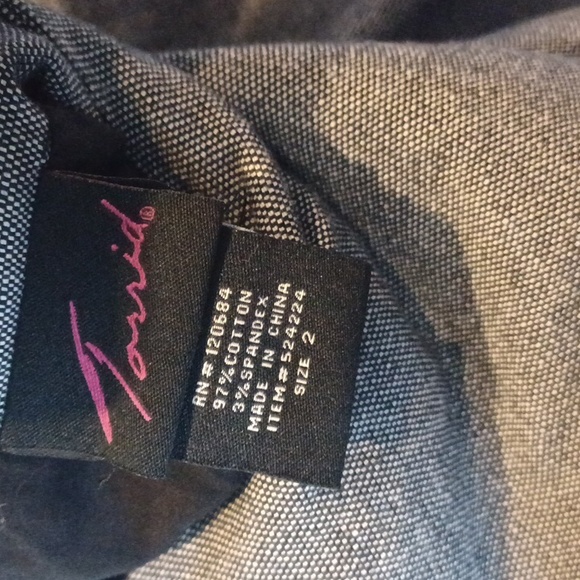 Torrid®
RN# 120684
97% COTTON
3% SPANDEX
MADE IN CHINA
ITEM# 524224
SIZE 2